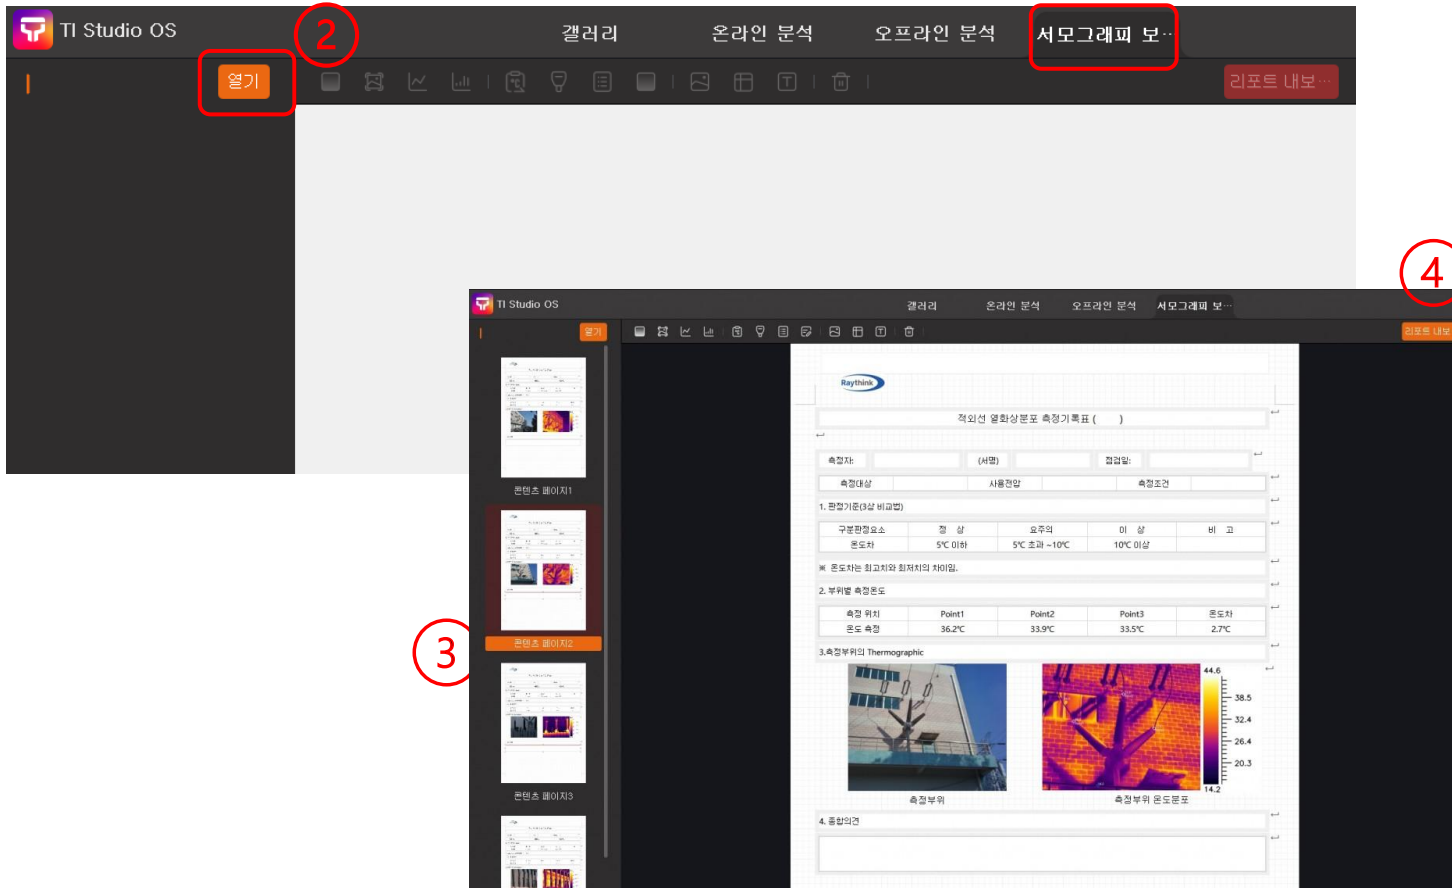 TI Studio OS
②
갤러리
온라인 분석
오프라인 분석
서모그래피 보···
열기
리포트 내보···
④
TI Studio OS
갤러리
온라인 분석
오프라인 분석
서모그래피 보···
열기
리포트 내보
콘텐츠 페이지1
③
콘텐츠 페이지2
콘텐츠 페이지3
Raythink
적외선 열화상분포 측정기록표 ( )
측정자: (서명) 점검일:
측정대상 사용전압 측정조건
1. 판정기준(3상 비교법)
구분판정요소 정 상 요주의 이 상 비 고
온도차 5℃ 이하 5℃ 초과 ~10℃ 10℃ 이상
※ 온도차는 최고치와 최저치의 차이임.
2. 부위별 측정온도
측정 위치 Point1 Point2 Point3 온도차
온도 측정 36.2℃ 33.9℃ 33.5℃ 2.7℃
3.측정부위의 Thermographic
44.6
38.5
32.4
26.4
20.3
14.2
측정부위 측정부위 온도분포
4. 종합의견